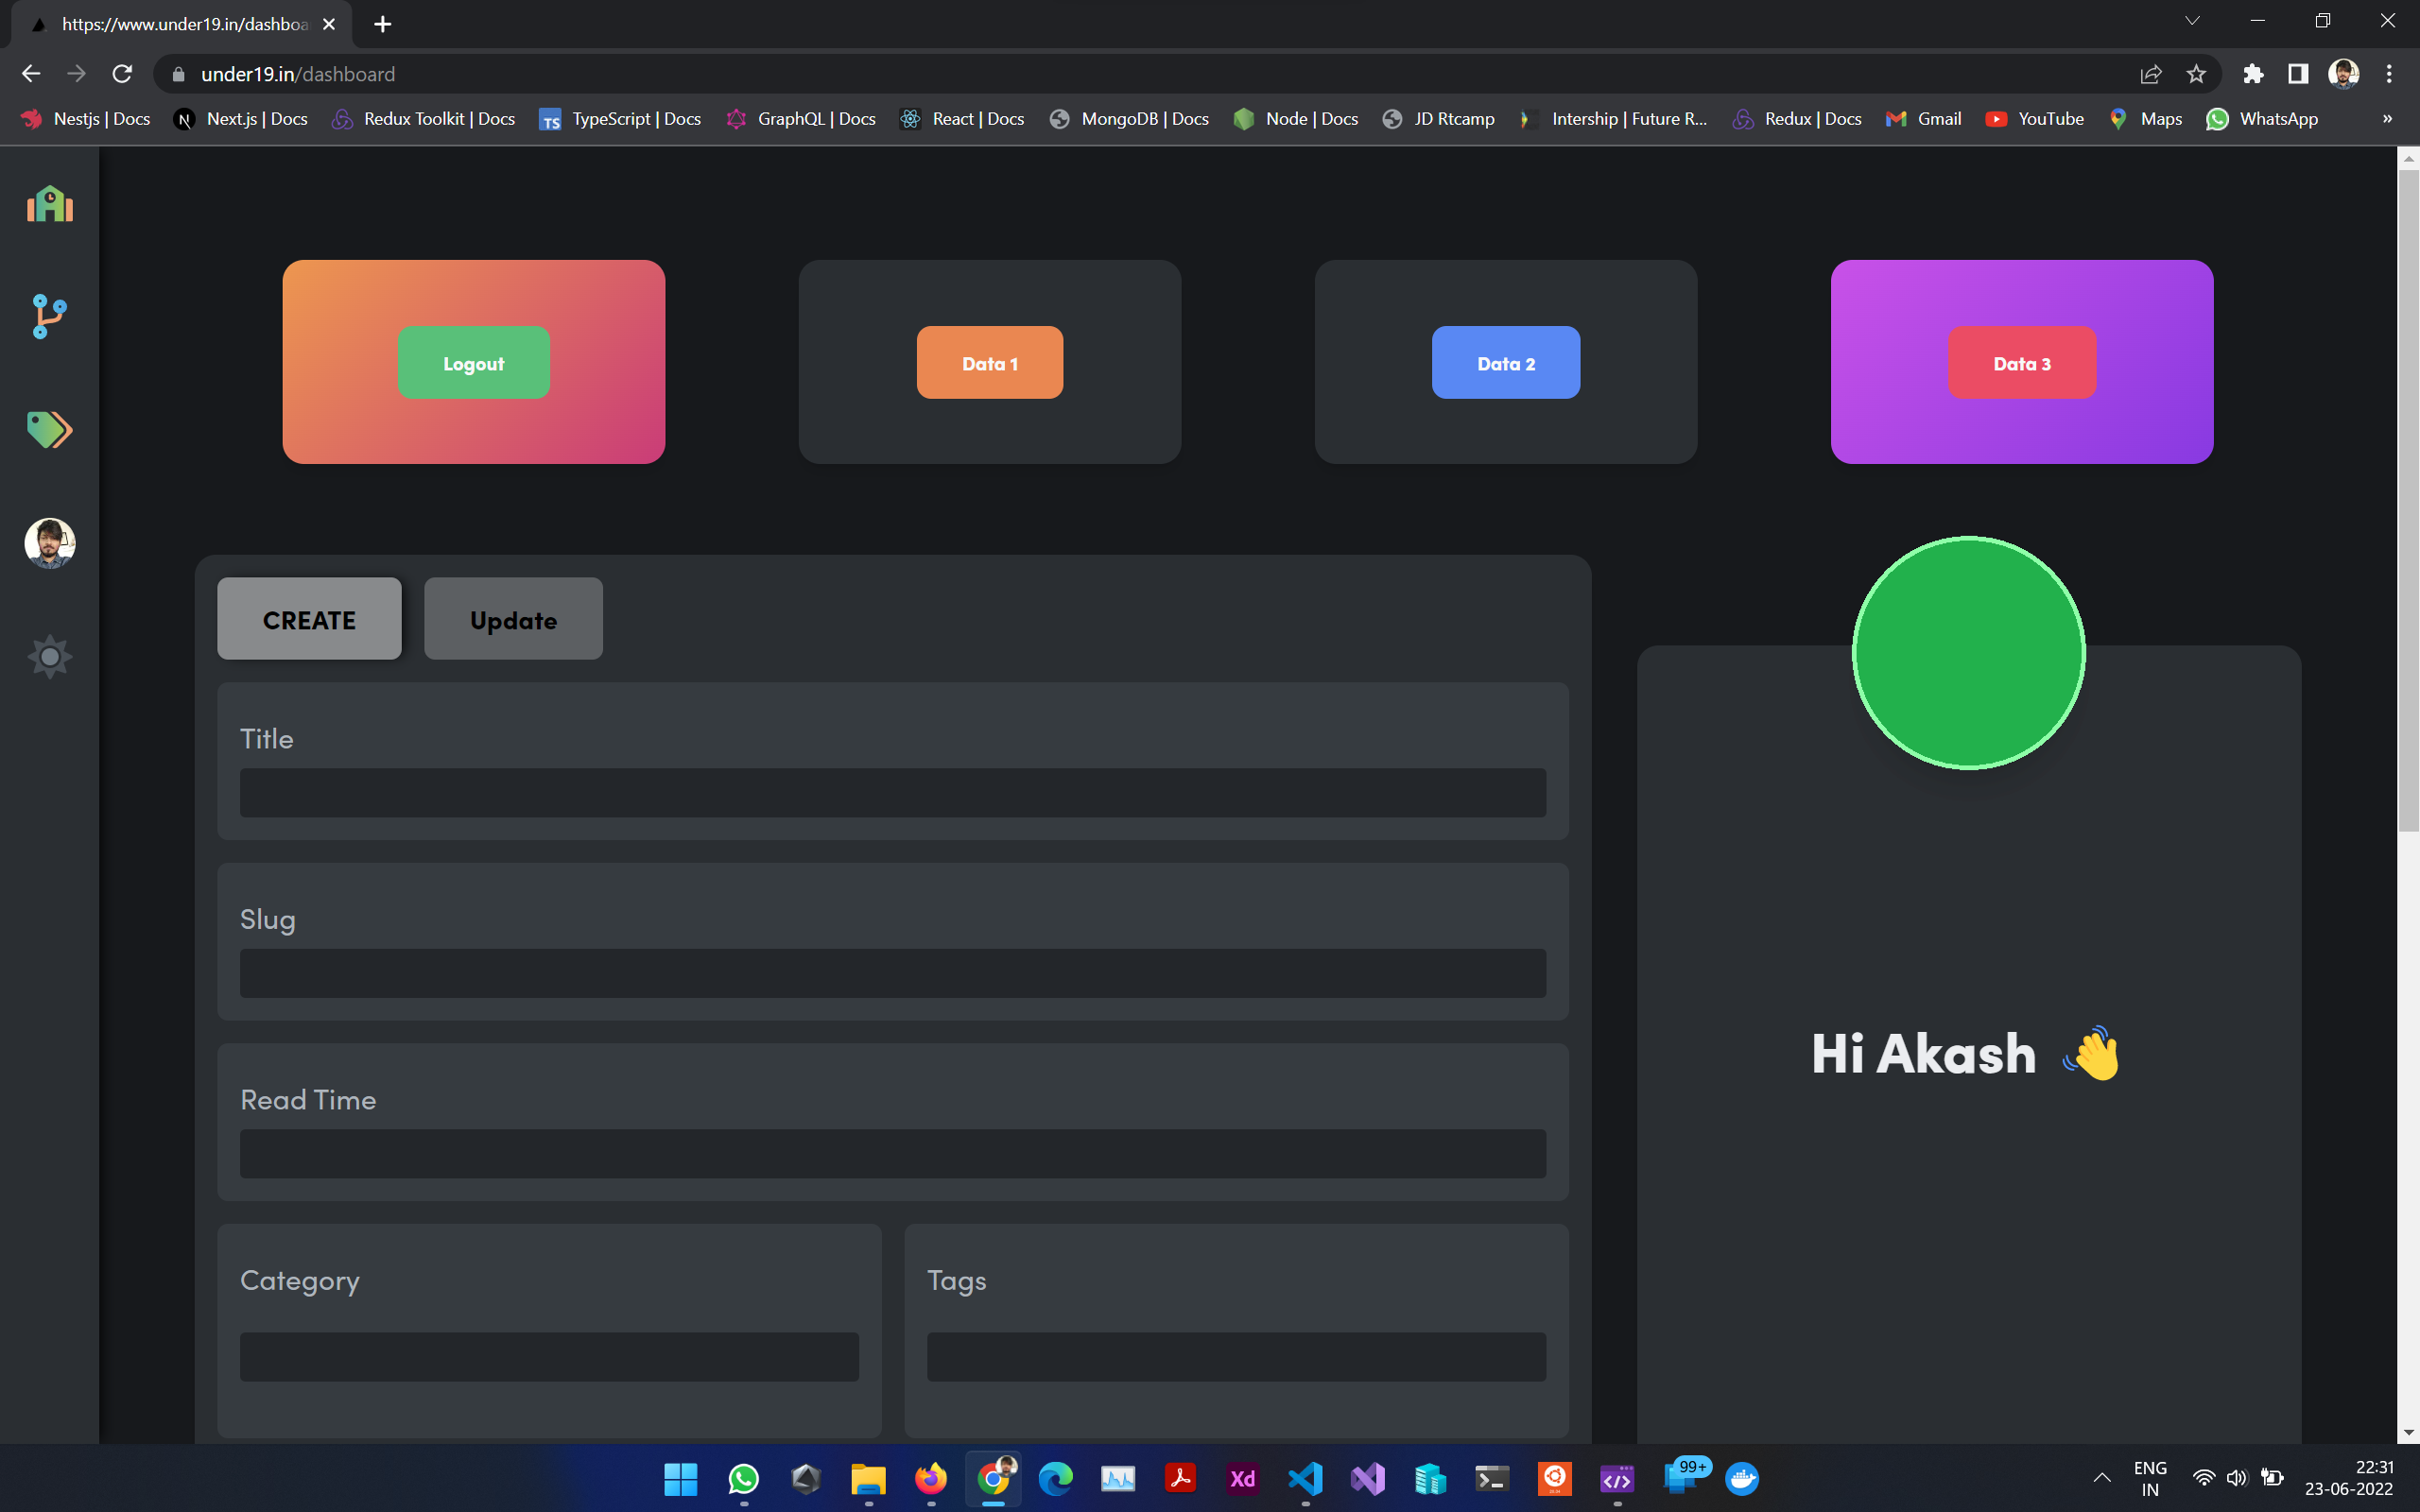 https://www.under19.in/dashboa
under19.in/dashboard
Nestjs | Docs
Next.js | Docs
Redux Toolkit | Docs
TS
TypeScript | Docs
GraphQL | Docs
React | Docs
MongoDB | Docs
Node | Docs
JD Rtcamp
Intership | Future R...
Redux | Docs
Gmail
YouTube
Maps
WhatsApp
»
Logout
Data 1
Data 2
Data 3
CREATE
Update
Title
Slug
Read Time
Category
Tags
Hi Akash 👋
Xd
99+
ENG
IN
22:31
23-06-2022